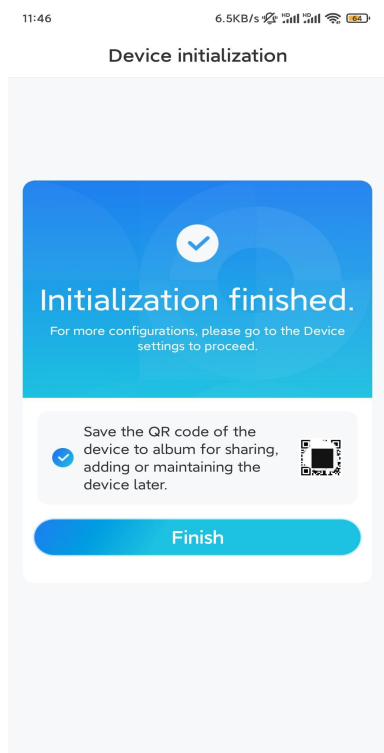 11:46
6.5KB/s
HD
HD
64
Device initialization
Initialization finished.
For more configurations, please go to the Device
settings to proceed.
Save the QR code of the
device to album for sharing,
adding or maintaining the
device later.
Finish